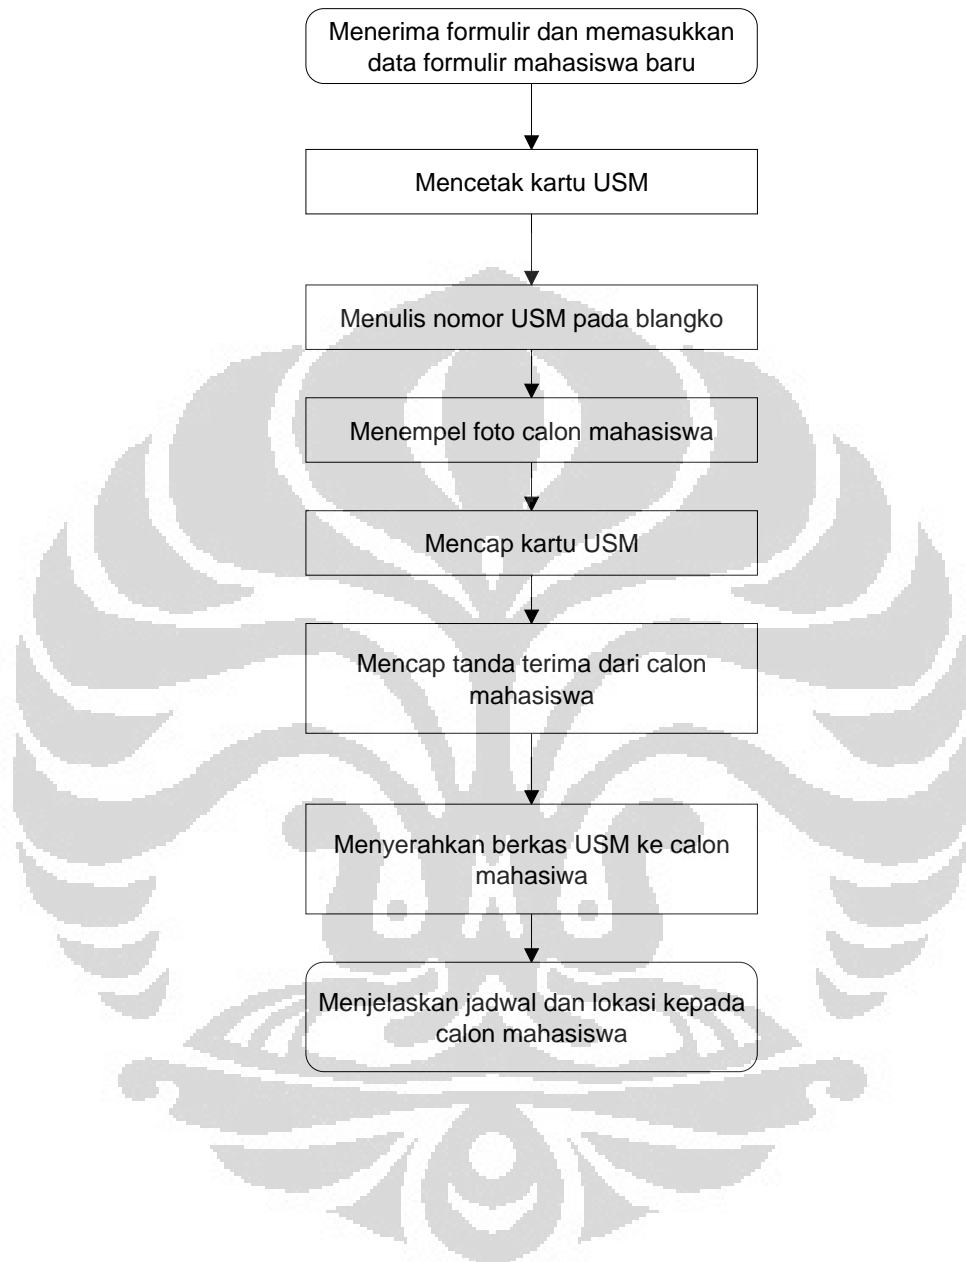 Menerima formulir dan memasukkan
data formulir mahasiswa baru
Mencetak kartu USM
Menulis nomor USM pada blangko
Menempel foto calon mahasiswa
Mencap kartu USM
Mencap tanda terima dari calon
mahasiswa
Menyerahkan berkas USM ke calon
mahasiwa
Menjelaskan jadwal dan lokasi kepada
calon mahasiswa